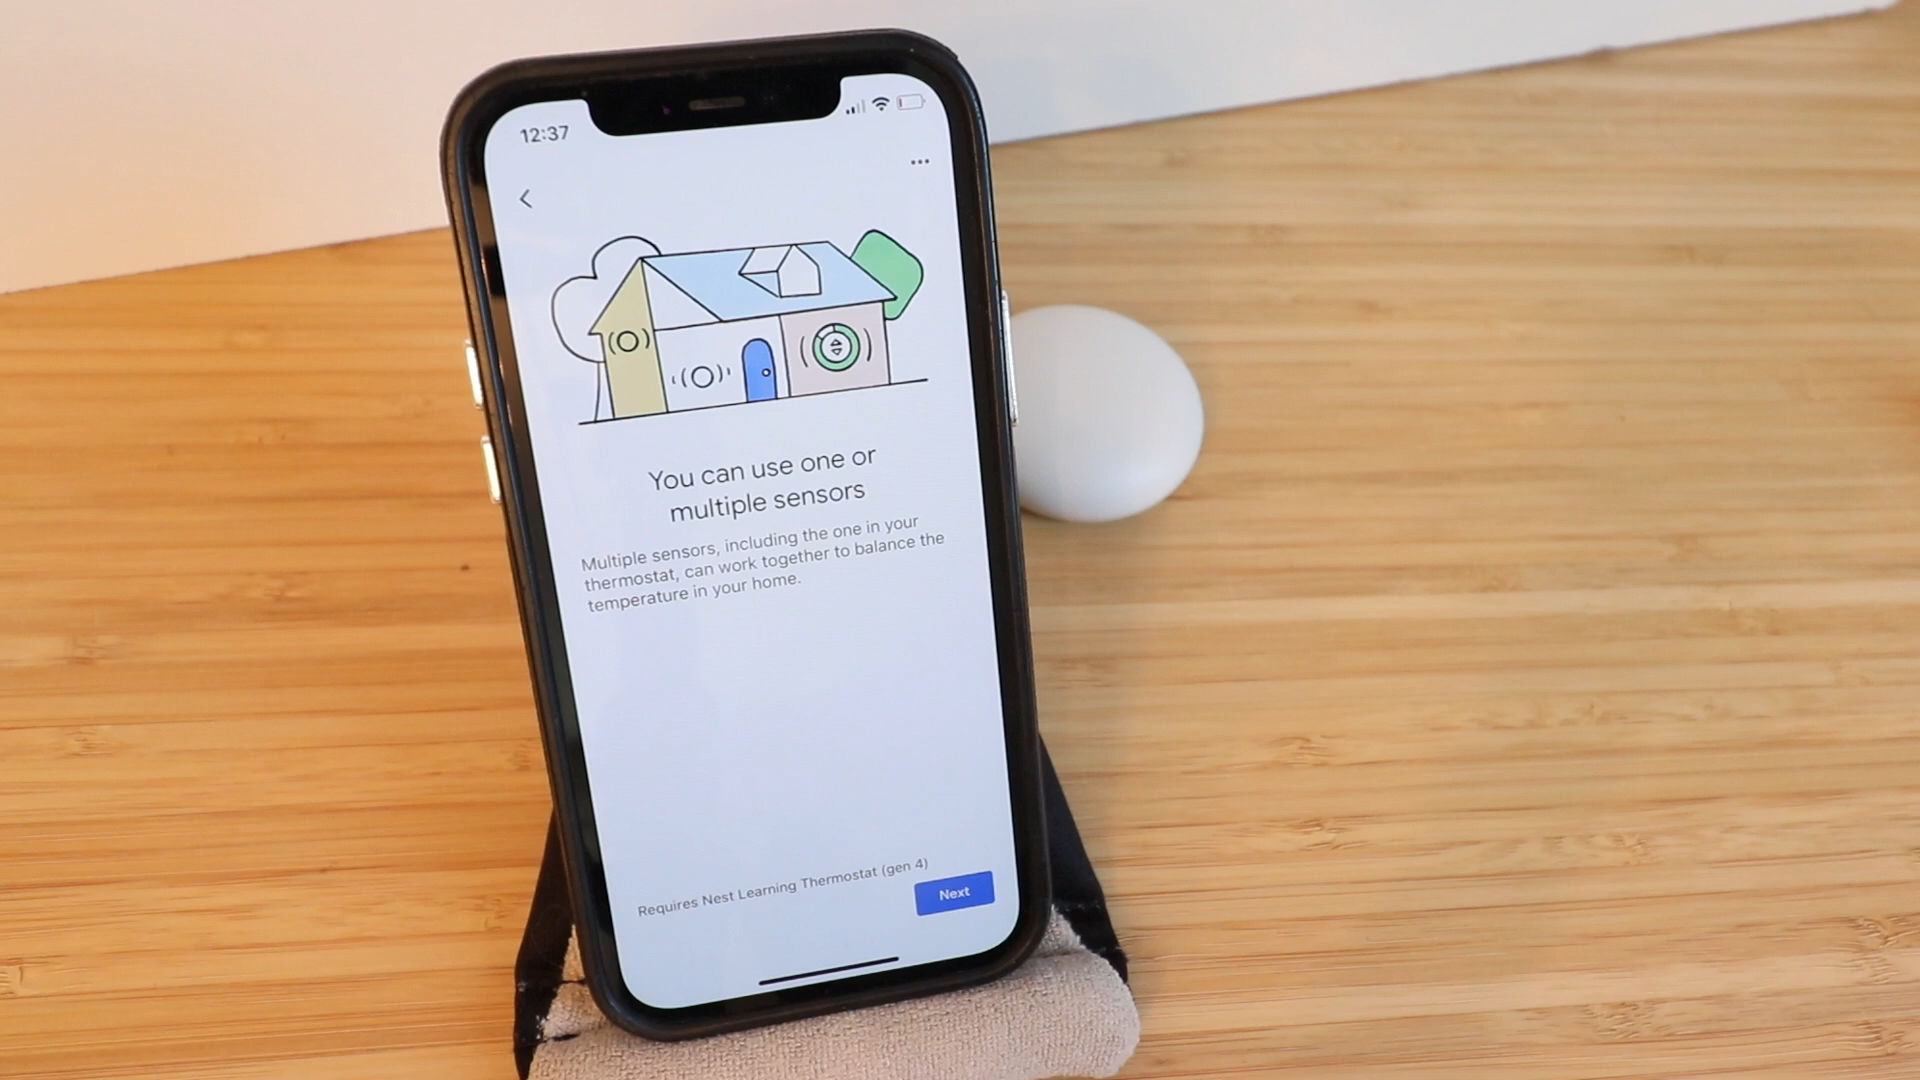 12:37
You can use one or
multiple sensors
Multiple sensors, including the one in your
thermostat, can work together to balance the
temperature in your home.
Requires Nest Learning Thermostat (gen 4)
Next